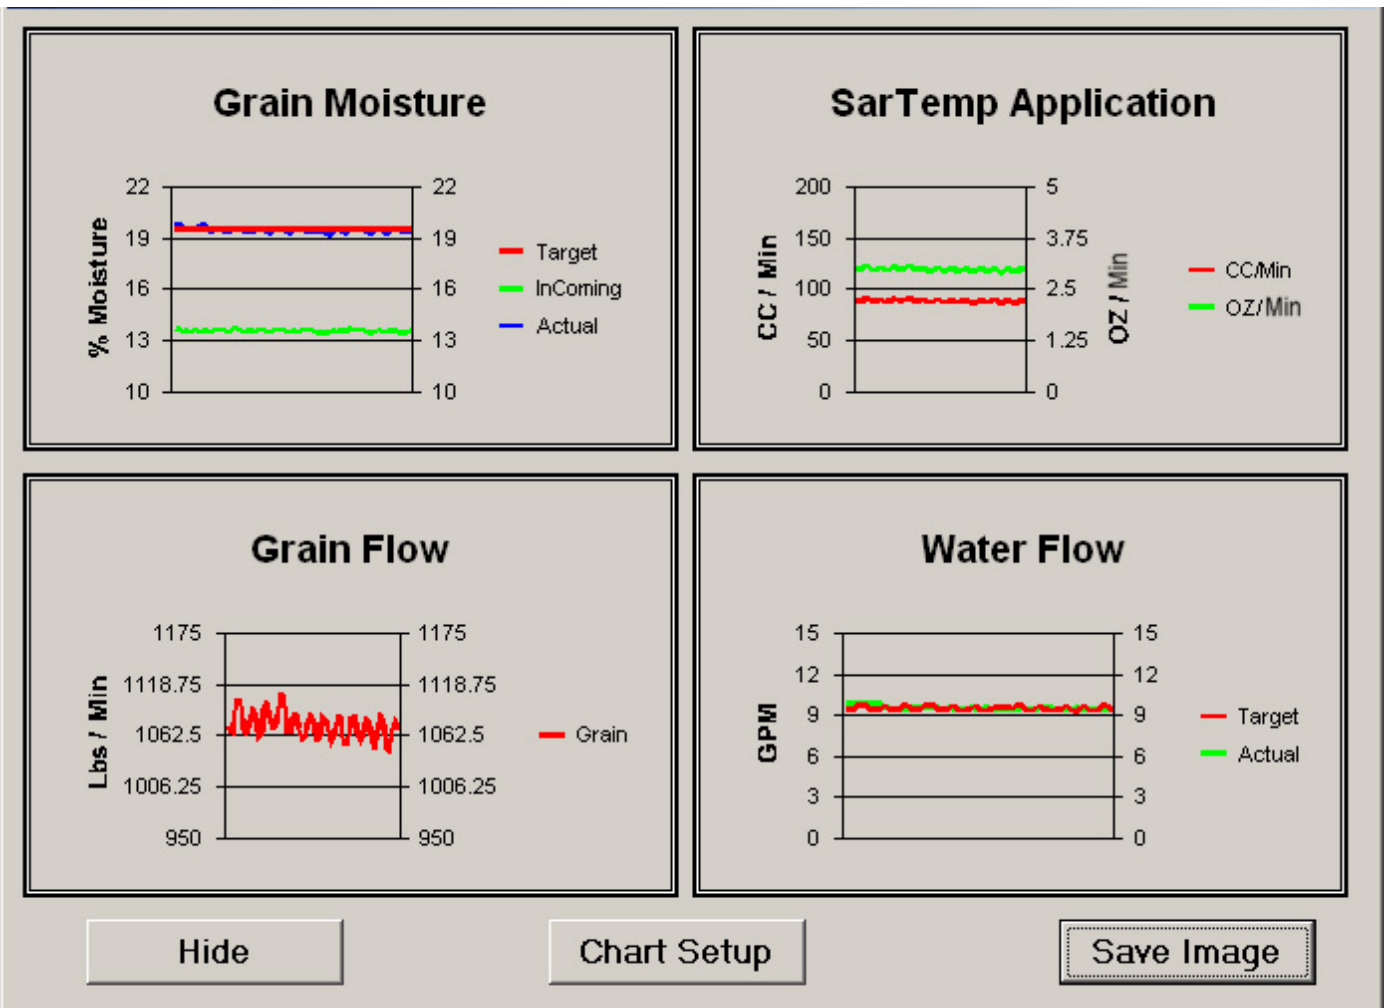 Grain Moisture
22 22
19 19
16 16
13 13
10 10
% Moisture
Target
InComing
Actual
SarTemp Application
200 5
150 3.75
100 2.5
50 1.25
0 0
CC / Min
OZ / Min
CC/Min
OZ/Min
Grain Flow
1175 1175
1118.75 1118.75
1062.5 1062.5
1006.25 1006.25
950 950
Lbs / Min
Grain
Water Flow
15 15
12 12
9 9
6 6
3 3
0 0
GPM
Target
Actual
Hide
Chart Setup
Save Image